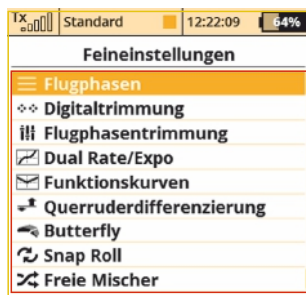 Tx Standard 12:22:09 64%
Feineinstellungen
Flugphasen
Digitaltrimmung
Flugphasentrimmung
Dual Rate/Expo
Funktionskurven
Querruderdifferenzierung
Butterfly
Snap Roll
Freie Mischer